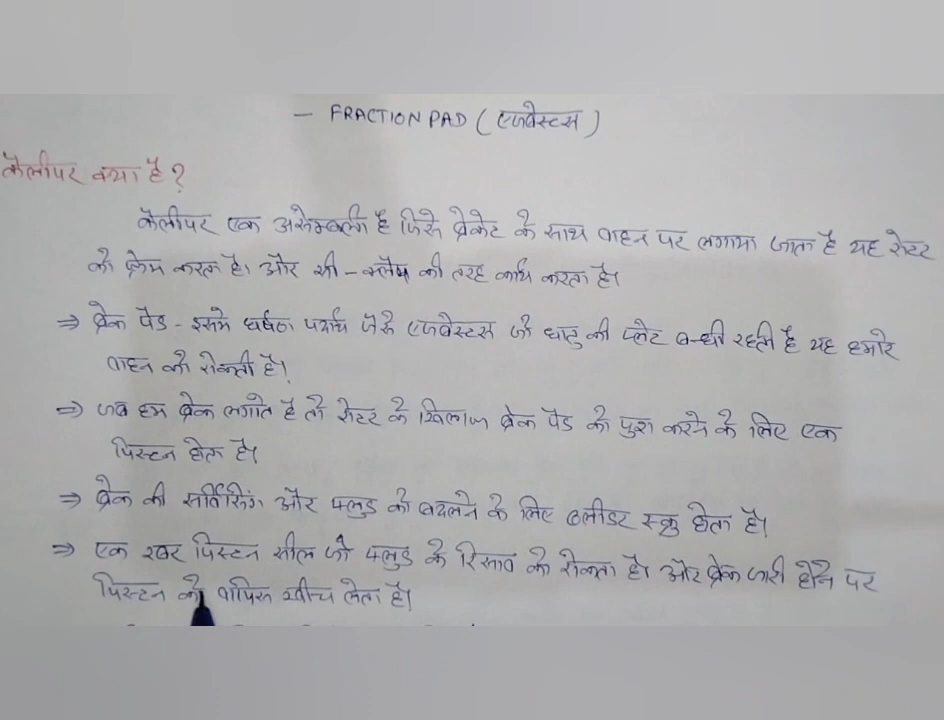 - FRACTION PAD (एजबेस्टस)
कैलीपर क्या है?
कैलीपर एक असेम्बली है जिसे ब्रेकेट के साथ वाहन पर लगाया जाता है यह रोटर
को फ्रेम करता है। और सी-क्लैंप की तरह कार्य करता है।
⇒ ब्रेक पैड - इसमे घर्षण पदार्थ जैसे एजबेस्टस जो धातु की प्लेट बन्धी रहती है यह हमारे
वाहन को रोकती है।
⇒ जब हम ब्रेक लगाते है तो रोटर के खिलाफ ब्रेक पैड को पुश करने के लिए एक
पिस्टन होता है।
⇒ ब्रेक की सर्विसिंग और फ्लुड को बदलने के लिए ब्लीडर स्क्रु होता है।
⇒ एक रबर पिस्टन सील जो फ्लुड के रिसाव को रोकता है। और ब्रेक जारी होने पर
पिस्टन को वापिस खीच लेता है।